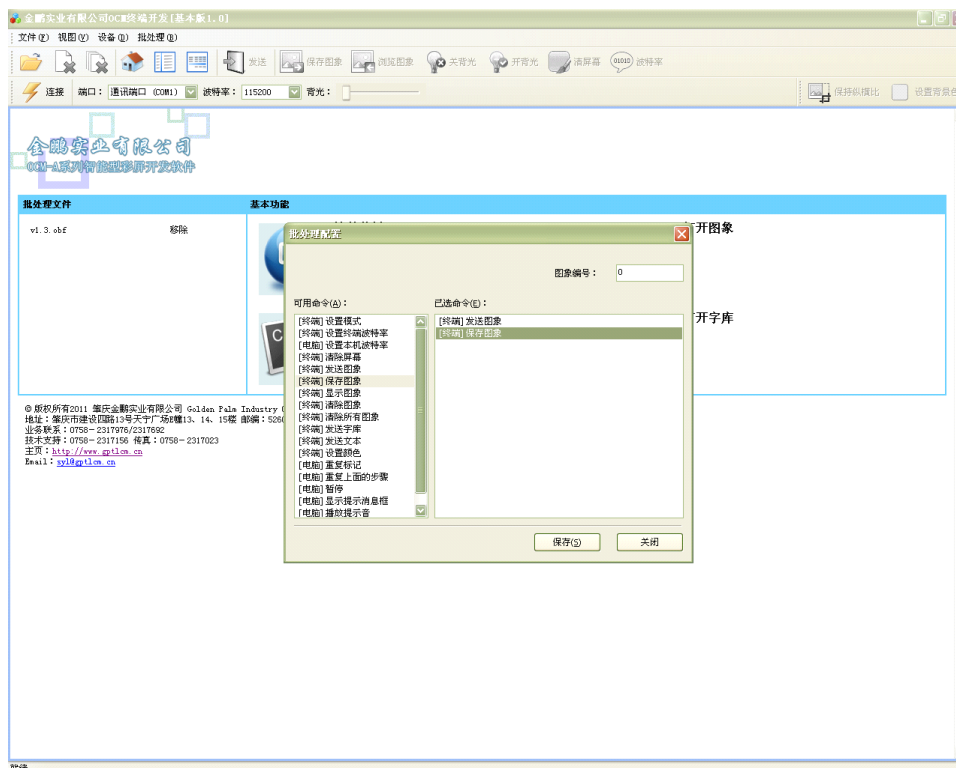 金鹏实业有限公司OCM终端开发[基本版1.0]
文件(F) 视图(V) 设备(D) 批处理(B)
发送 保存图象 浏览图象 关背光 开背光 清屏幕 波特率
连接 端口： 通讯端口 (COM1) 波特率： 115200 背光： 保持纵横比 设置背景色
金鹏实业有限公司
OCM-A系列智能型彩屏开发软件
批处理文件 基本功能
v1.3.obf 移除
开图象
批处理配置
图象编号： 0
可用命令(A)： 已选命令(E)：
[终端]设置模式
[终端]设置终端波特率
[电脑]设置本机波特率
[终端]清除屏幕
[终端]发送图象
[终端]保存图象
[终端]显示图象
[终端]清除图象
[终端]清除所有图象
[终端]发送字库
[终端]发送文本
[终端]设置颜色
[电脑]重复标记
[电脑]重复上面的步骤
[电脑]暂停
[电脑]显示提示消息框
[电脑]播放提示音
[终端]发送图象
[终端]保存图象
保存(S) 关闭
开字库
© 版权所有2011 肇庆金鹏实业有限公司 Golden Palm Industry
地址：肇庆市建设四路13号天宁广场B幢13、14、15楼 邮编：526
业务联系：0758-2317976/2317692
技术支持：0758-2317156 传真：0758-2317023
主页：http://www.gptlcm.cn
Email：syl@gptlcm.cn